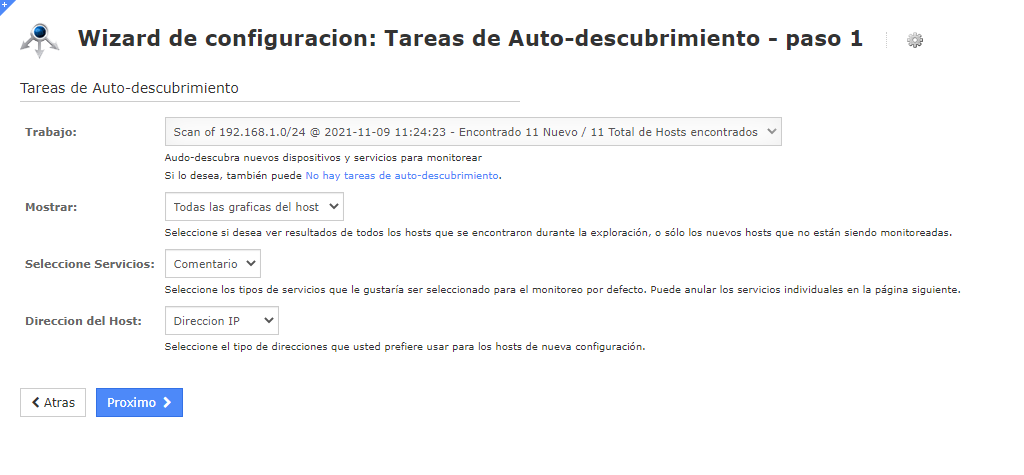 Wizard de configuracion: Tareas de Auto-descubrimiento - paso 1
Tareas de Auto-descubrimiento
Trabajo:
Scan of 192.168.1.0/24 @ 2021-11-09 11:24:23 - Encontrado 11 Nuevo / 11 Total de Hosts encontrados
Audo-descubra nuevos dispositivos y servicios para monitorear
Si lo desea, también puede No hay tareas de auto-descubrimiento.
Mostrar:
Todas las graficas del host
Seleccione si desea ver resultados de todos los hosts que se encontraron durante la exploración, o sólo los nuevos hosts que no están siendo monitoreadas.
Seleccione Servicios:
Comentario
Seleccione los tipos de servicios que le gustaría ser seleccionado para el monitoreo por defecto. Puede anular los servicios individuales en la página siguiente.
Direccion del Host:
Direccion IP
Seleccione el tipo de direcciones que usted prefiere usar para los hosts de nueva configuración.
Atras
Proximo